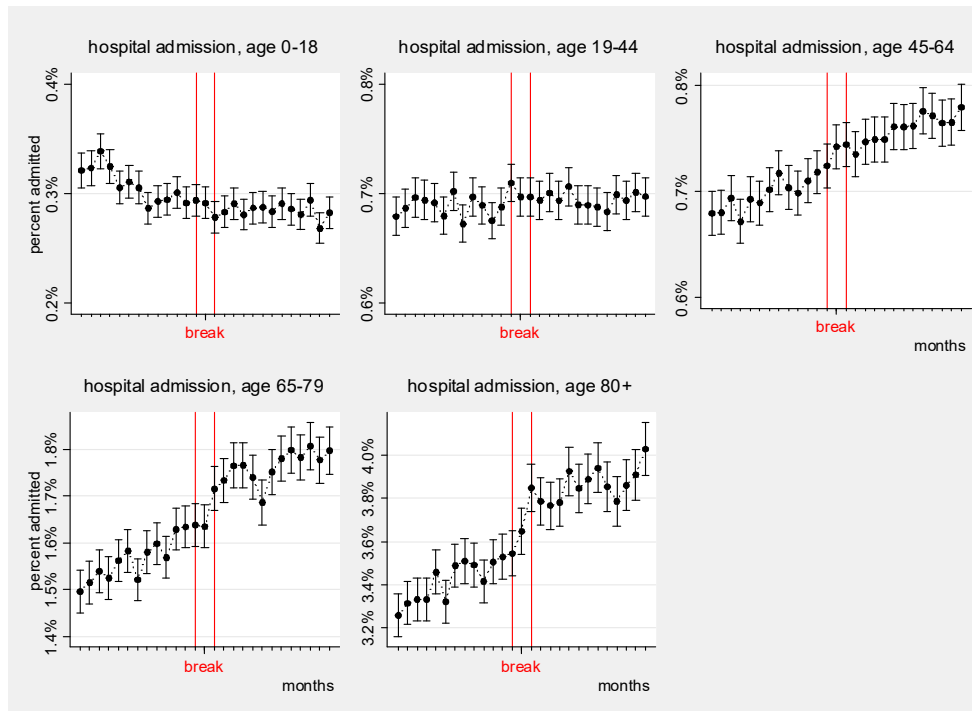 hospital admission, age 0-18
percent admitted
0.4%
0.3%
0.2%
break
hospital admission, age 19-44
0.8%
0.7%
0.6%
break
hospital admission, age 45-64
0.8%
0.7%
0.6%
break
months
hospital admission, age 65-79
percent admitted
1.8%
1.7%
1.6%
1.5%
1.4%
break
months
hospital admission, age 80+
4.0%
3.8%
3.6%
3.4%
3.2%
break
months